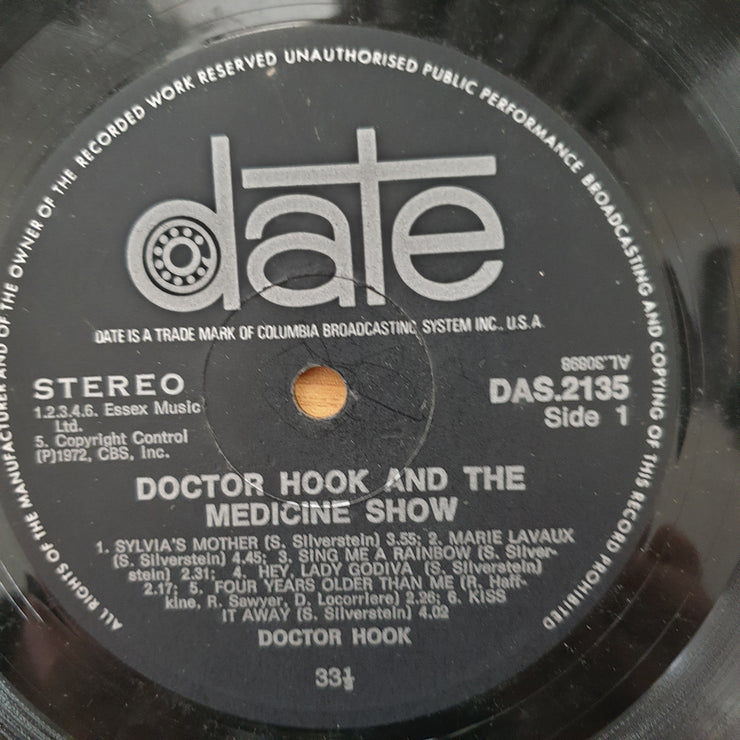 ALL RIGHTS OF THE MANUFACTURER AND OF THE OWNER OF THE RECORDED WORK RESERVED UNAUTHORISED PUBLIC PERFORMANCE BROADCASTING AND COPYING OF THIS RECORD PROHIBITED
date
DATE IS A TRADE MARK OF COLUMBIA BROADCASTING SYSTEM INC., U.S.A.
AL.30898
STEREO
DAS.2135
Side 1
1.2.3.4.6. Essex Music
Ltd.
5. Copyright Control
(P)1972, CBS, Inc.
DOCTOR HOOK AND THE
MEDICINE SHOW
1. SYLVIA'S MOTHER (S. Silverstein) 3.55; 2. MARIE LAVAUX
(S. Silverstein) 4.45; 3. SING ME A RAINBOW (S. Silver-
stein) 2.31; 4. HEY, LADY GODIVA (S. Silverstein)
2.17; 5. FOUR YEARS OLDER THAN ME (R. Haff-
kine, R. Sawyer, D. Locorriere) 2.26; 6. KISS
IT AWAY (S. Silverstein) 4.02
DOCTOR HOOK
33⅓